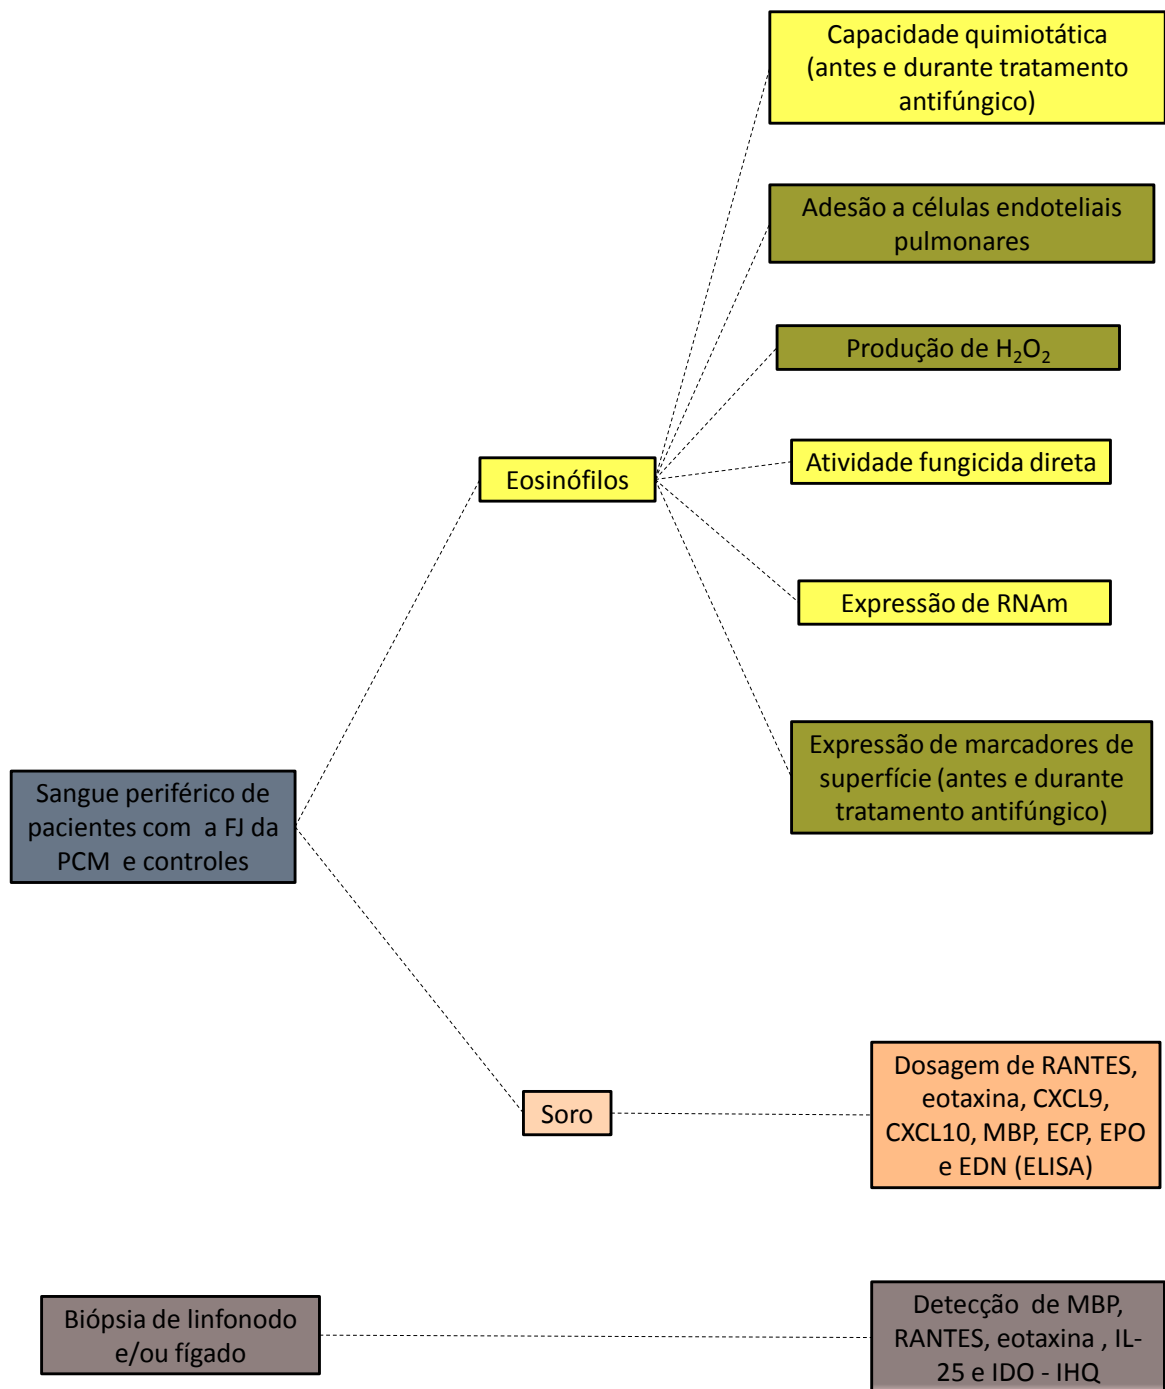 Capacidade quimiotática
(antes e durante tratamento
antifúngico)
Adesão a células endoteliais
pulmonares
Produção de H₂O₂
Atividade fungicida direta
Eosinófilos
Expressão de RNAm
Expressão de marcadores de
superfície (antes e durante
tratamento antifúngico)
Sangue periférico de
pacientes com a FJ da
PCM e controles
Soro
Dosagem de RANTES,
eotaxina, CXCL9,
CXCL10, MBP, ECP, EPO
e EDN (ELISA)
Biópsia de linfonodo
e/ou fígado
Detecção de MBP,
RANTES, eotaxina , IL-
25 e IDO - IHQ